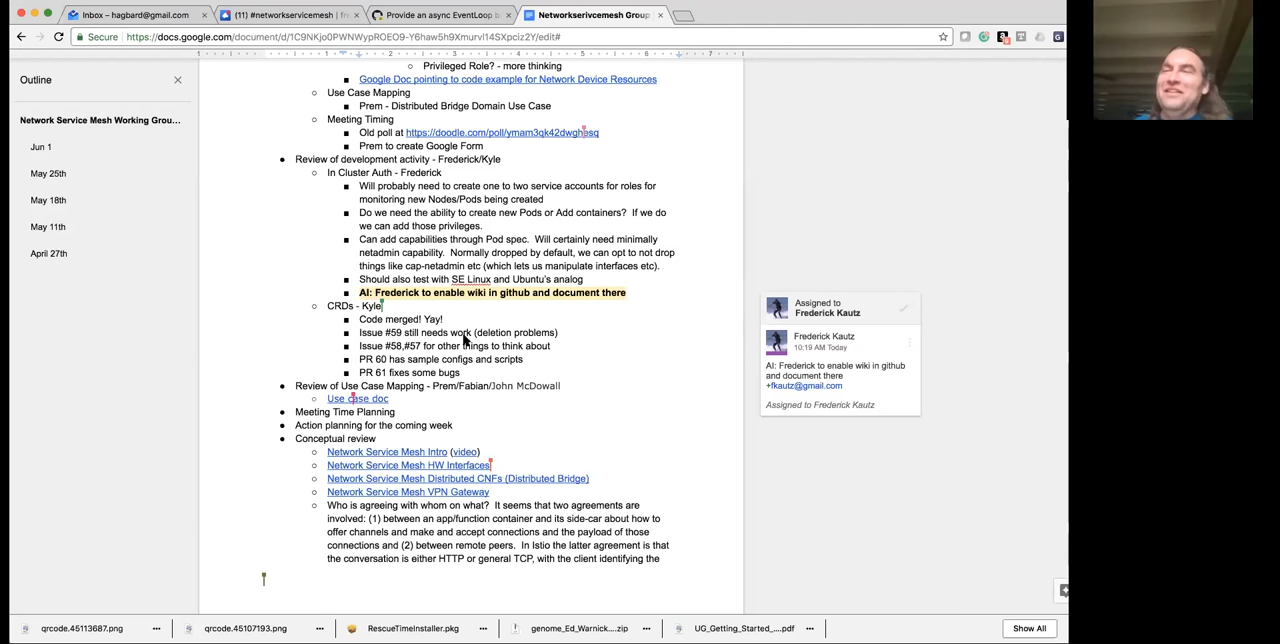 Inbox – hagbard@gmail.com
(11) #networkservicemesh | fre
Provide an async EventLoop b
Networkserivcemesh Group
Secure
https://docs.google.com/document/d/1C9NKjo0PWNWypROEO9-Y6haw5h9Xmurvl14SXpciz2Y/edit#
1 1 2 3 4 5 6 7
Outline
Network Service Mesh Working Grou...
Jun 1
May 25th
May 18th
May 11th
April 27th
Privileged Role? - more thinking
Google Doc pointing to code example for Network Device Resources
Use Case Mapping
Prem - Distributed Bridge Domain Use Case
Meeting Timing
Old poll at https://doodle.com/poll/ymam3qk42dwghesq
Prem to create Google Form
Review of development activity - Frederick/Kyle
In Cluster Auth - Frederick
Will probably need to create one to two service accounts for roles for
monitoring new Nodes/Pods being created
Do we need the ability to create new Pods or Add containers? If we do
we can add those privileges.
Can add capabilities through Pod spec. Will certainly need minimally
netadmin capability. Normally dropped by default, we can opt to not drop
things like cap-netadmin etc (which lets us manipulate interfaces etc).
Should also test with SE Linux and Ubuntu's analog
AI: Frederick to enable wiki in github and document there
CRDs - Kyle
Code merged! Yay!
Issue #59 still needs work (deletion problems)
Issue #58,#57 for other things to think about
PR 60 has sample configs and scripts
PR 61 fixes some bugs
Review of Use Case Mapping - Prem/Fabian/John McDowall
Use case doc
Meeting Time Planning
Action planning for the coming week
Conceptual review
Network Service Mesh Intro (video)
Network Service Mesh HW Interfaces
Network Service Mesh Distributed CNFs (Distributed Bridge)
Network Service Mesh VPN Gateway
Who is agreeing with whom on what? It seems that two agreements are
involved: (1) between an app/function container and its side-car about how to
offer channels and make and accept connections and the payload of those
connections and (2) between remote peers. In Istio the latter agreement is that
the conversation is either HTTP or general TCP, with the client identifying the
Assigned to
Frederick Kautz
Frederick Kautz
10:19 AM Today
AI: Frederick to enable wiki in github
and document there
+fkautz@gmail.com
Assigned to Frederick Kautz
qrcode.45113687.png
qrcode.45107193.png
RescueTimeInstaller.pkg
genome_Ed_Warnick....zip
UG_Getting_Started_....pdf
Show All